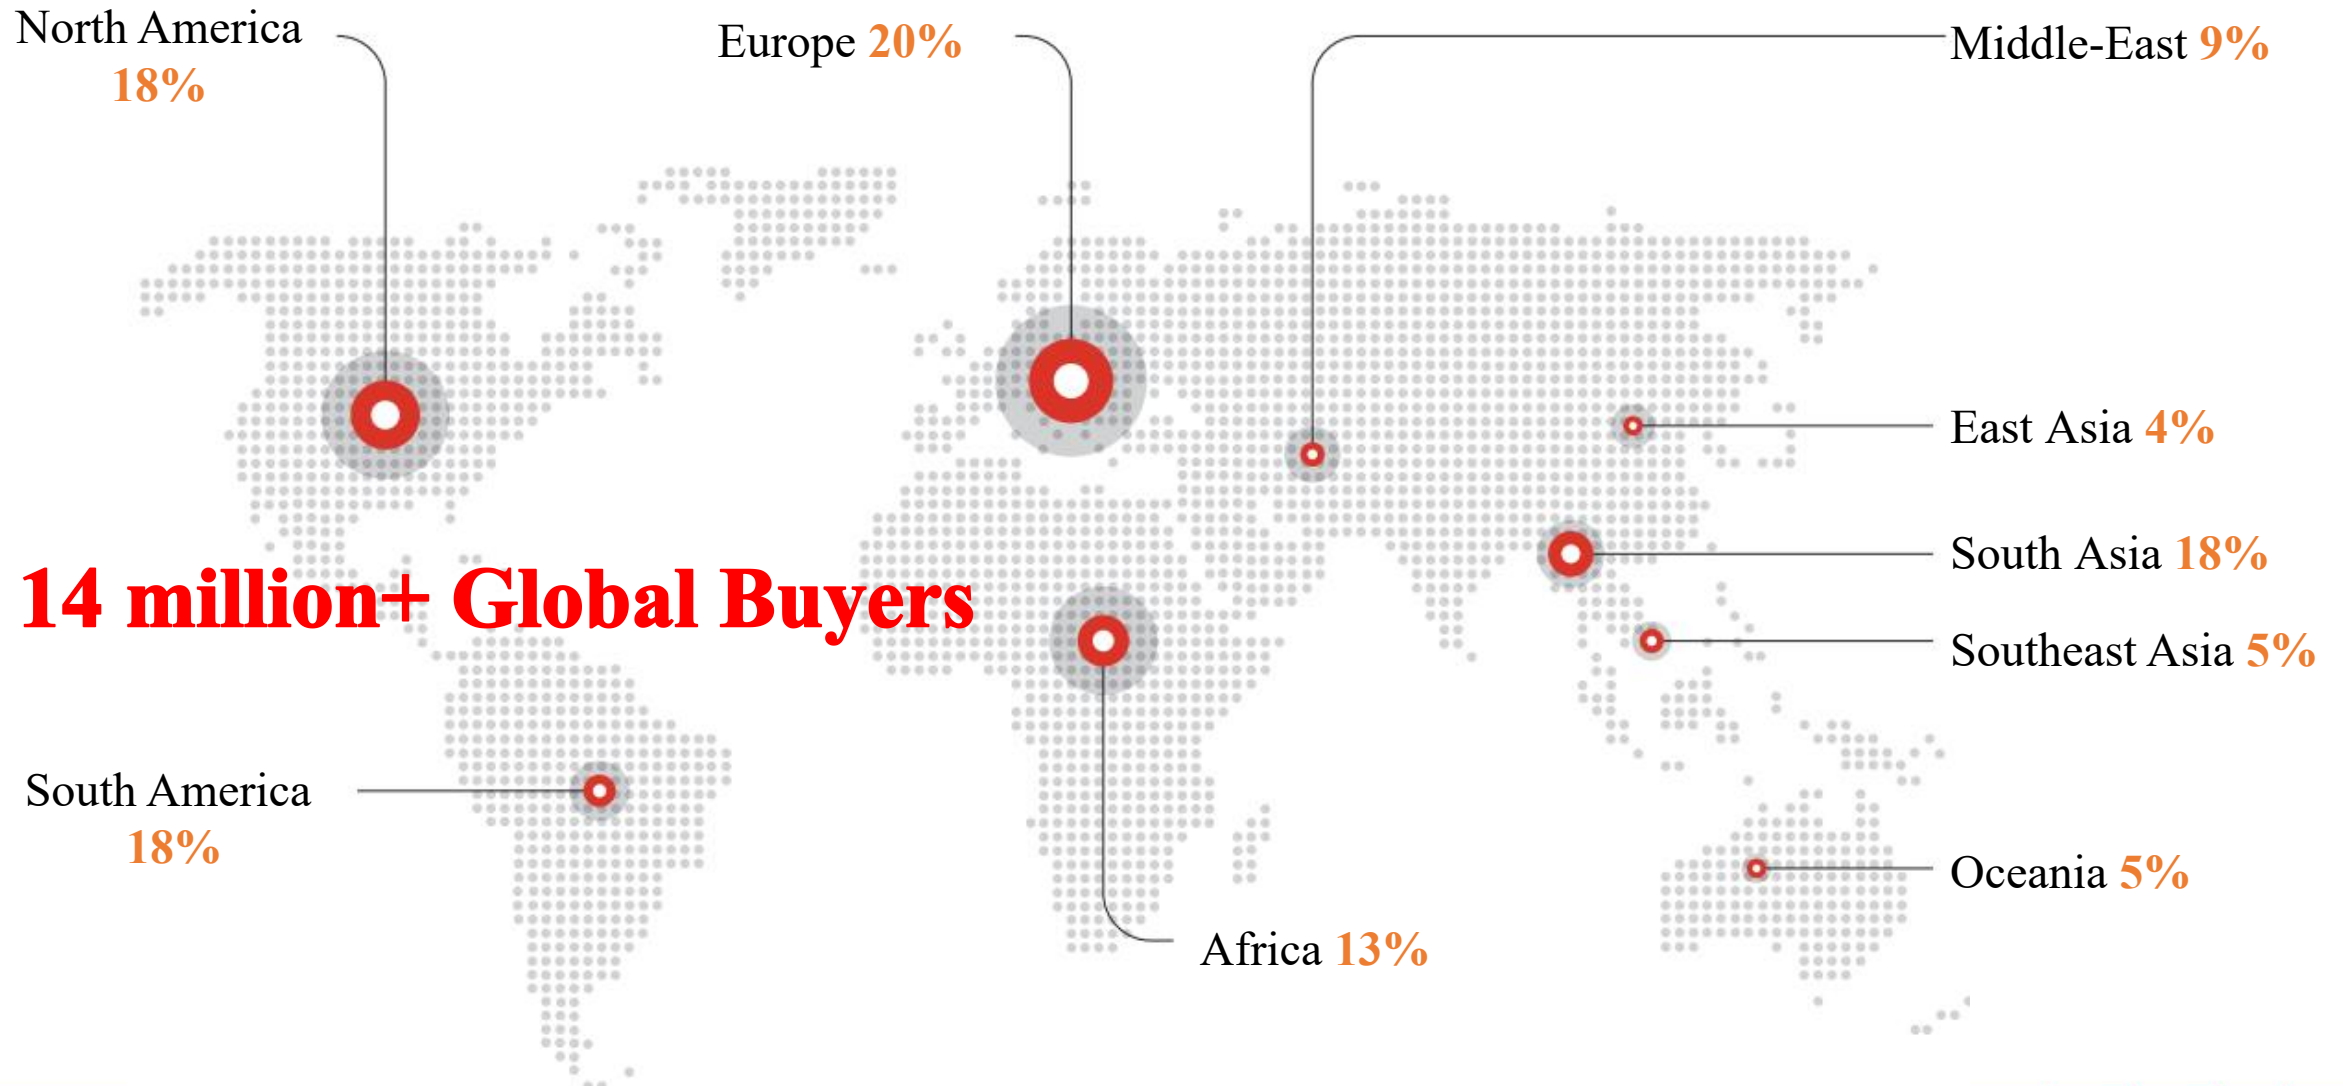 North America
18%
Europe 20%
Middle-East 9%
East Asia 4%
South Asia 18%
14 million+ Global Buyers
Southeast Asia 5%
South America
18%
Oceania 5%
Africa 13%